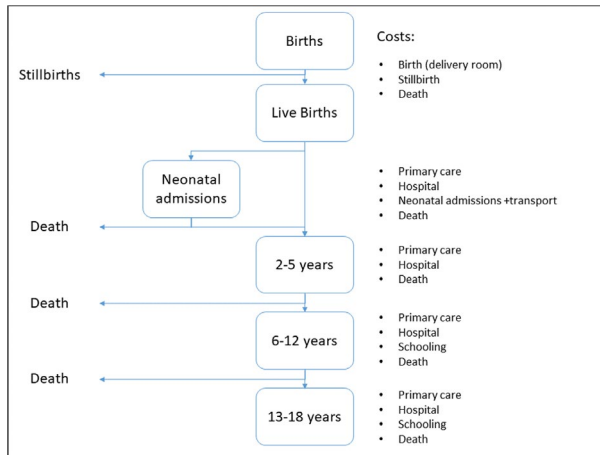 Births
Costs:
• Birth (delivery room)
• Stillbirth
• Death
Stillbirths
Live Births
Neonatal
admissions
• Primary care
• Hospital
• Neonatal admissions +transport
• Death
Death
2-5 years
• Primary care
• Hospital
• Death
Death
6-12 years
• Primary care
• Hospital
• Schooling
• Death
Death
13-18 years
• Primary care
• Hospital
• Schooling
• Death